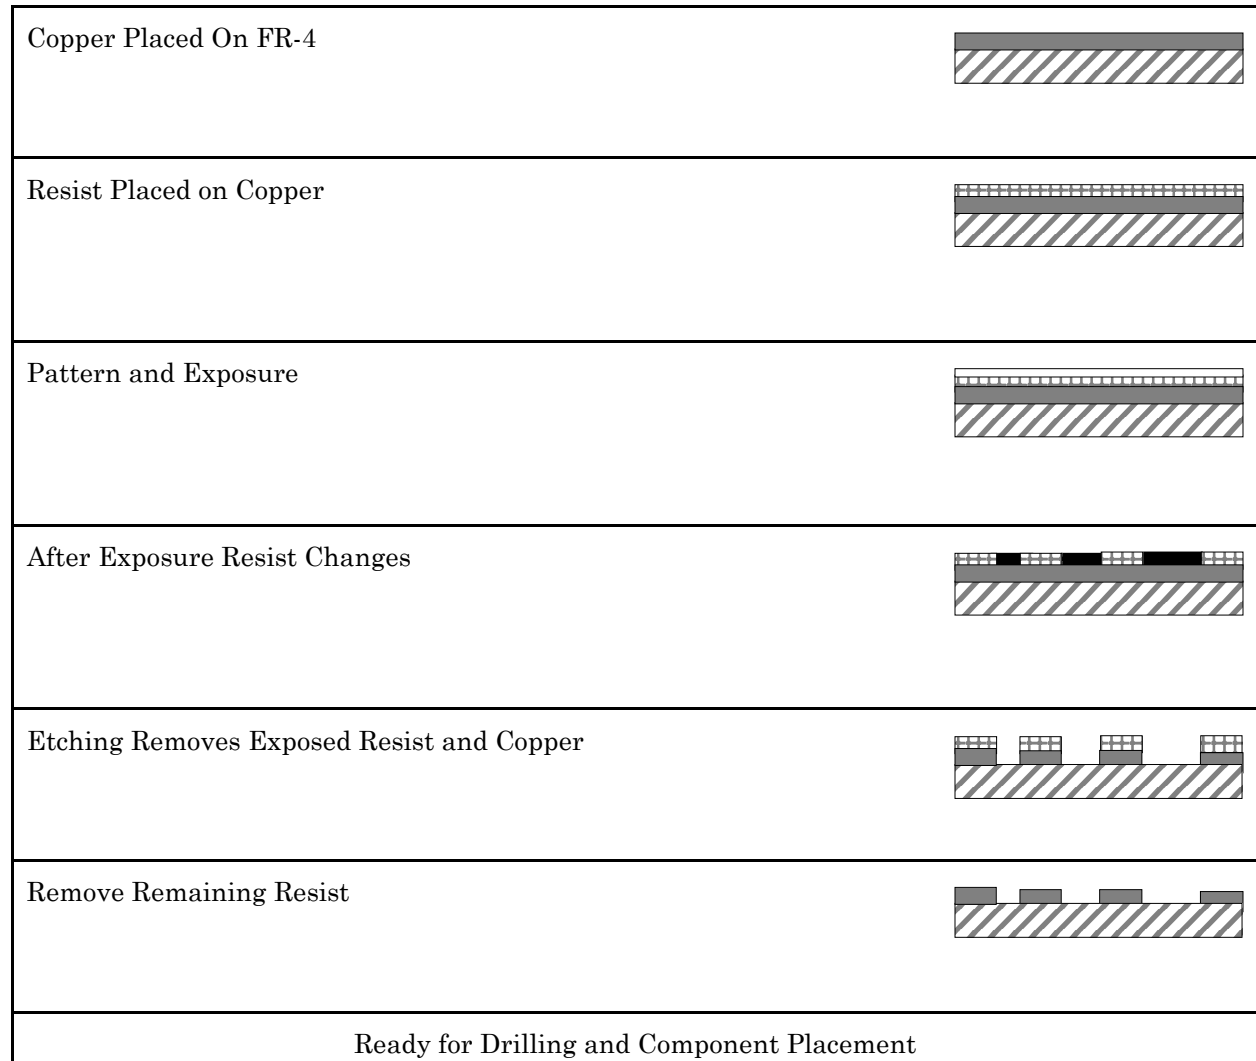 Copper Placed On FR-4
Resist Placed on Copper
Pattern and Exposure
After Exposure Resist Changes
Etching Removes Exposed Resist and Copper
Remove Remaining Resist
Ready for Drilling and Component Placement